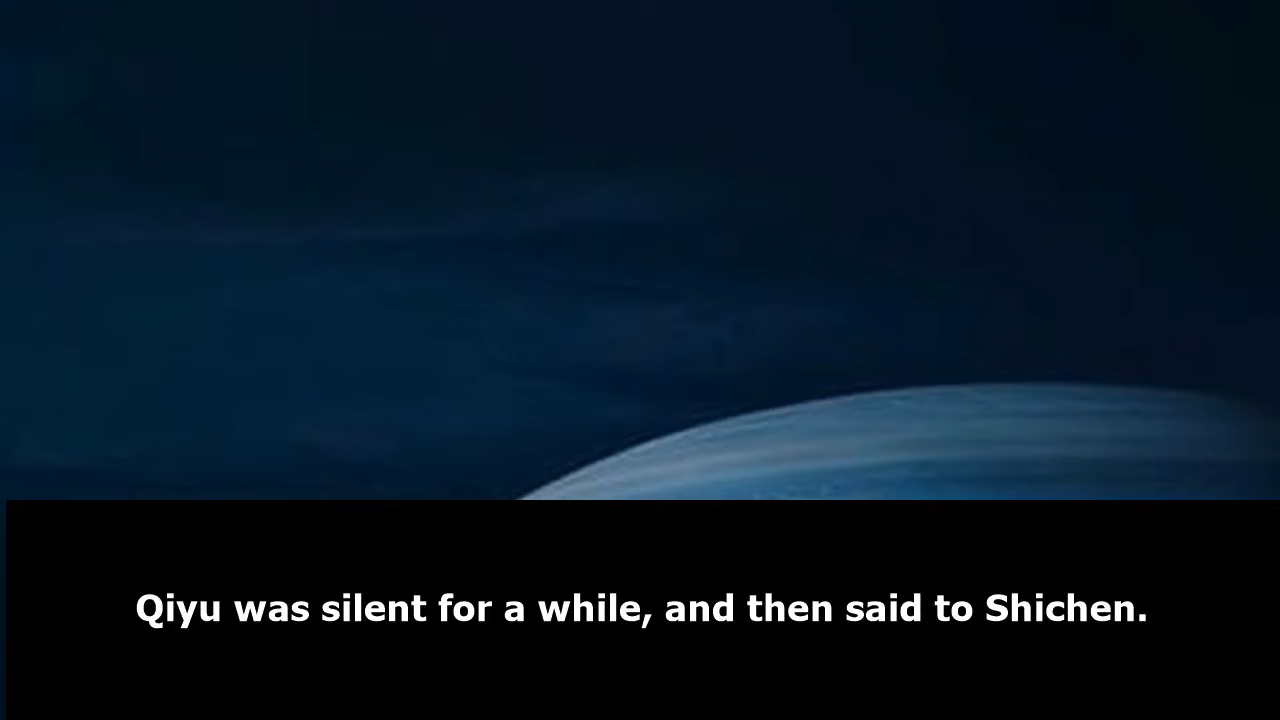 Qiyu was silent for a while, and then said to Shichen.